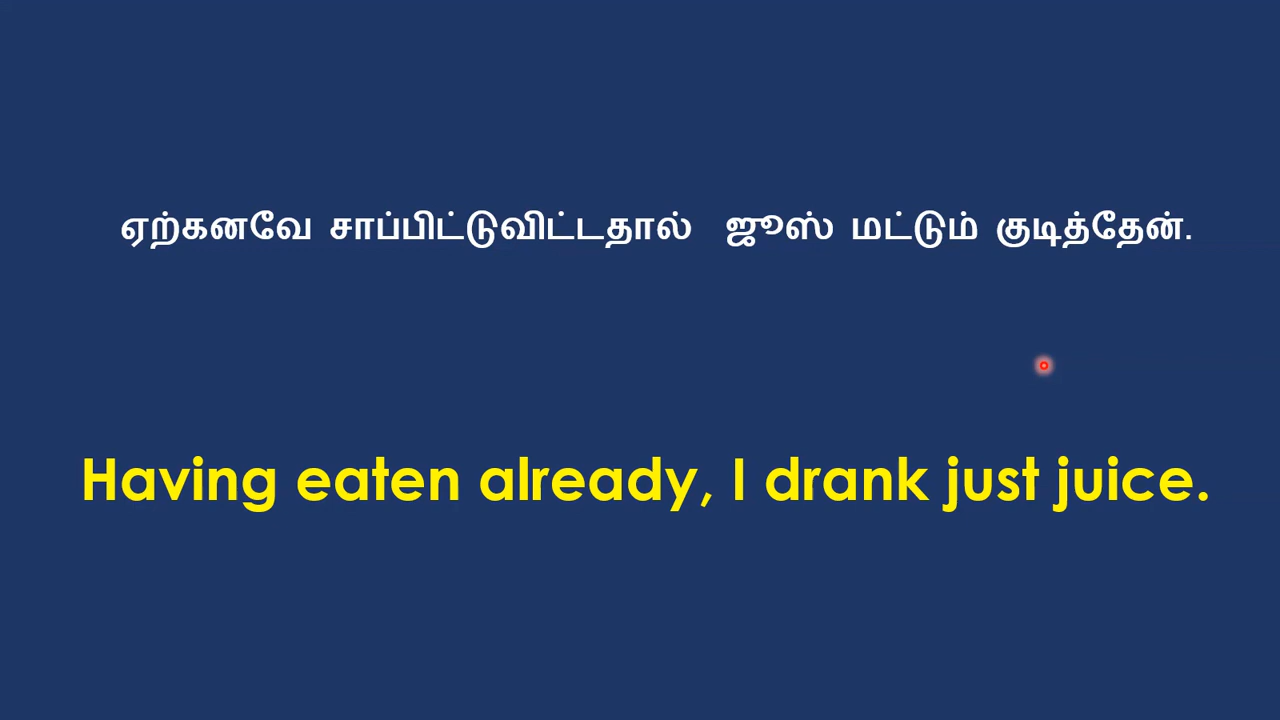 ஏற்கனவே சாப்பிட்டுவிட்டதால் ஜூஸ் மட்டும் குடித்தேன்.
Having eaten already, I drank just juice.